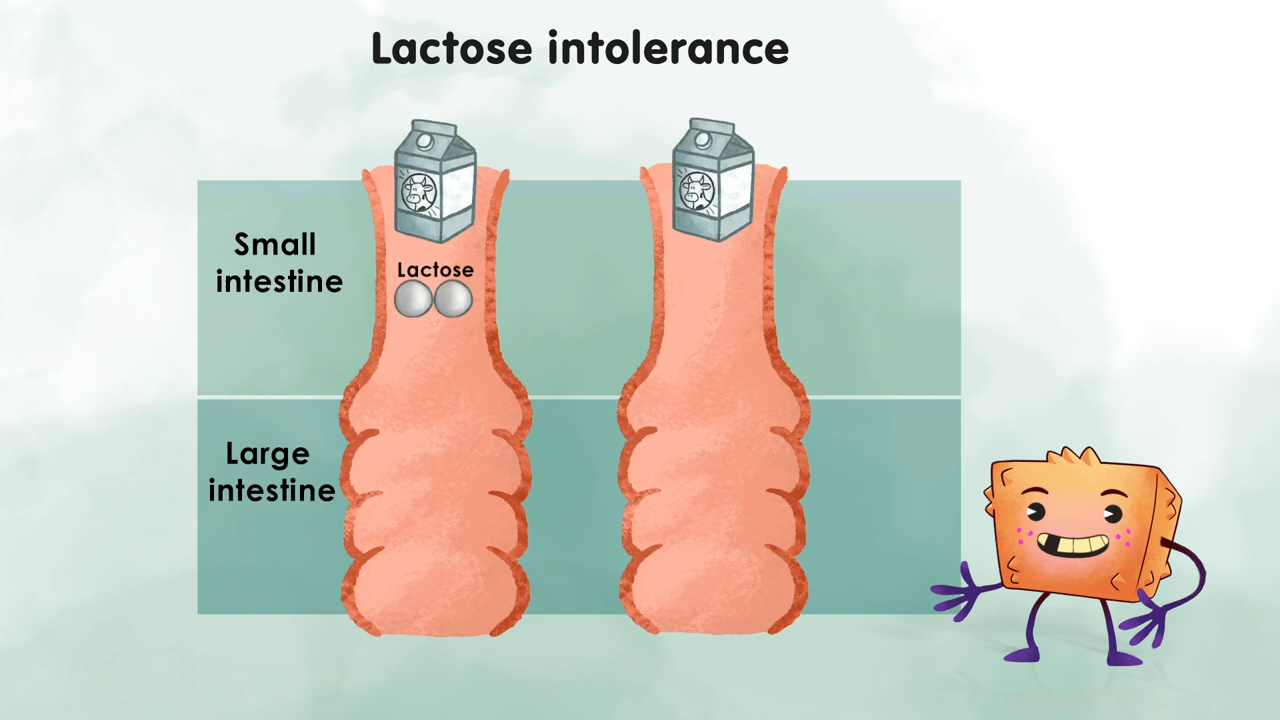 Lactose intolerance
Small
intestine
Lactose
Large
intestine